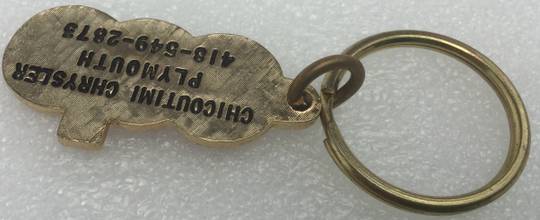 CHICOUTIMI CHRYSLER
PLYMOUTH
418-549-2873